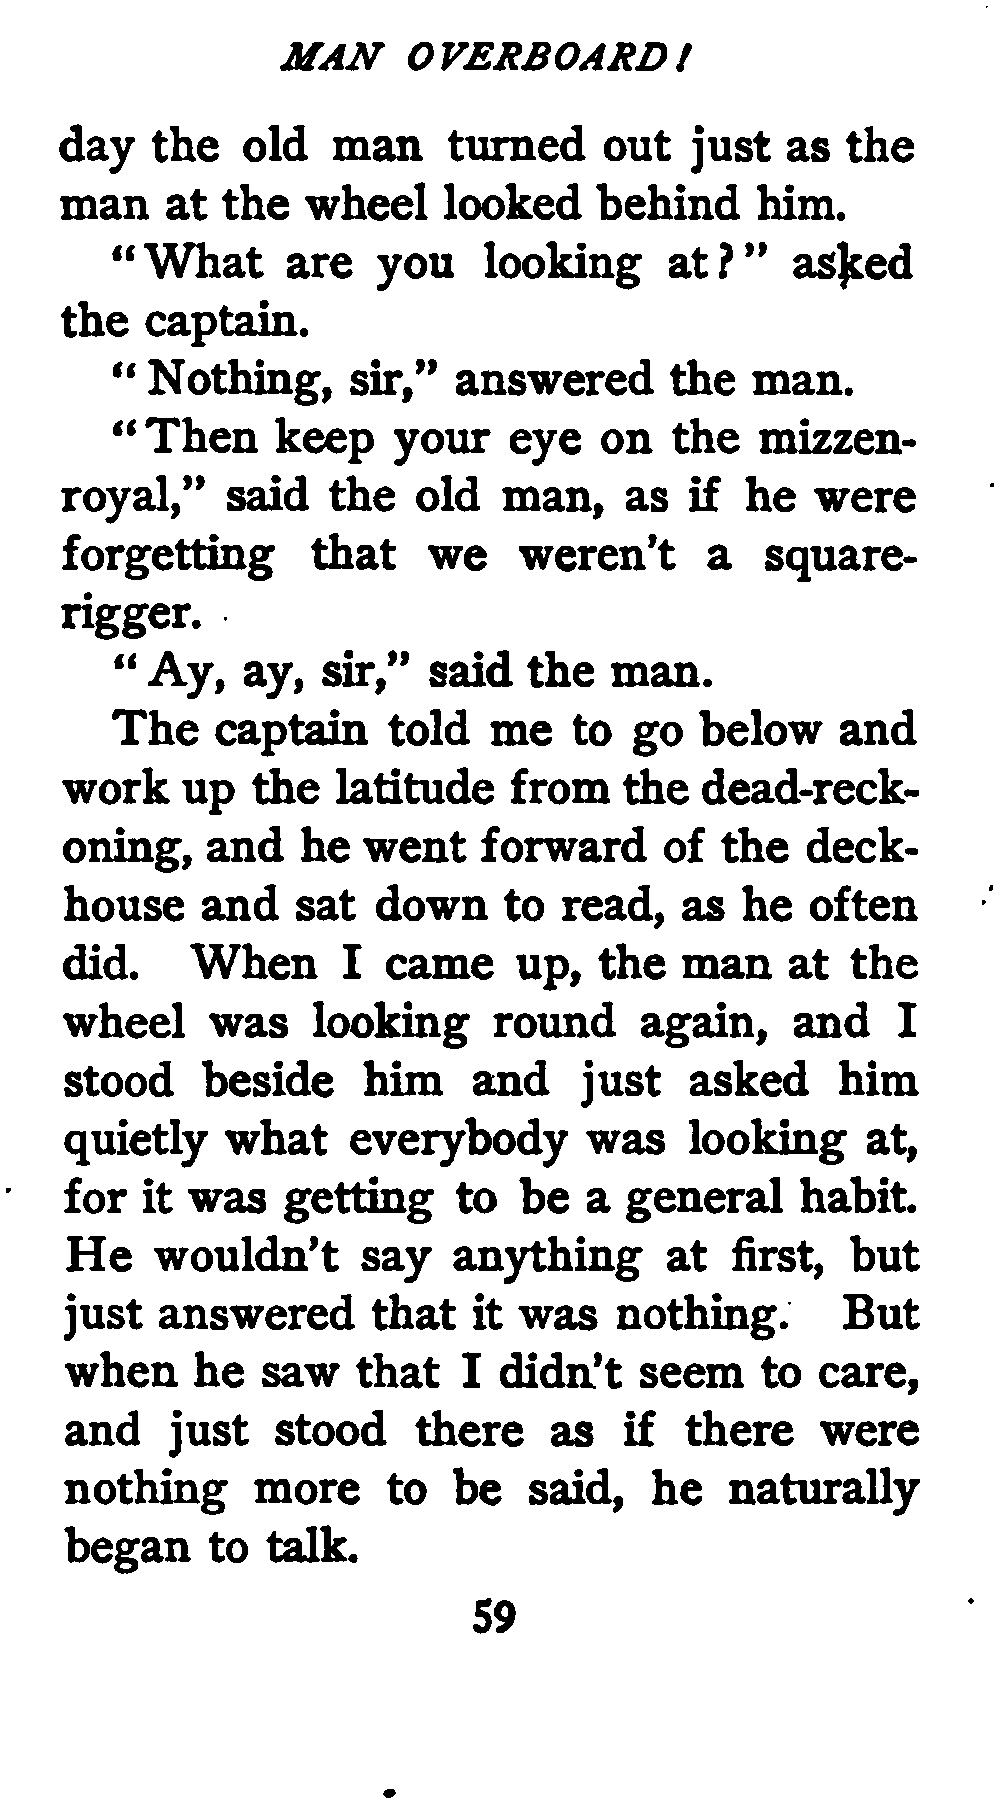 MAN OVERBOARD!
day the old man turned out just as the
man at the wheel looked behind him.
"What are you looking at?" asked
the captain.
"Nothing, sir," answered the man.
"Then keep your eye on the mizzen-
royal," said the old man, as if he were
forgetting that we weren't a square-
rigger.
"Ay, ay, sir," said the man.
The captain told me to go below and
work up the latitude from the dead-reck-
oning, and he went forward of the deck-
house and sat down to read, as he often
did. When I came up, the man at the
wheel was looking round again, and I
stood beside him and just asked him
quietly what everybody was looking at,
for it was getting to be a general habit.
He wouldn't say anything at first, but
just answered that it was nothing. But
when he saw that I didn't seem to care,
and just stood there as if there were
nothing more to be said, he naturally
began to talk.
59